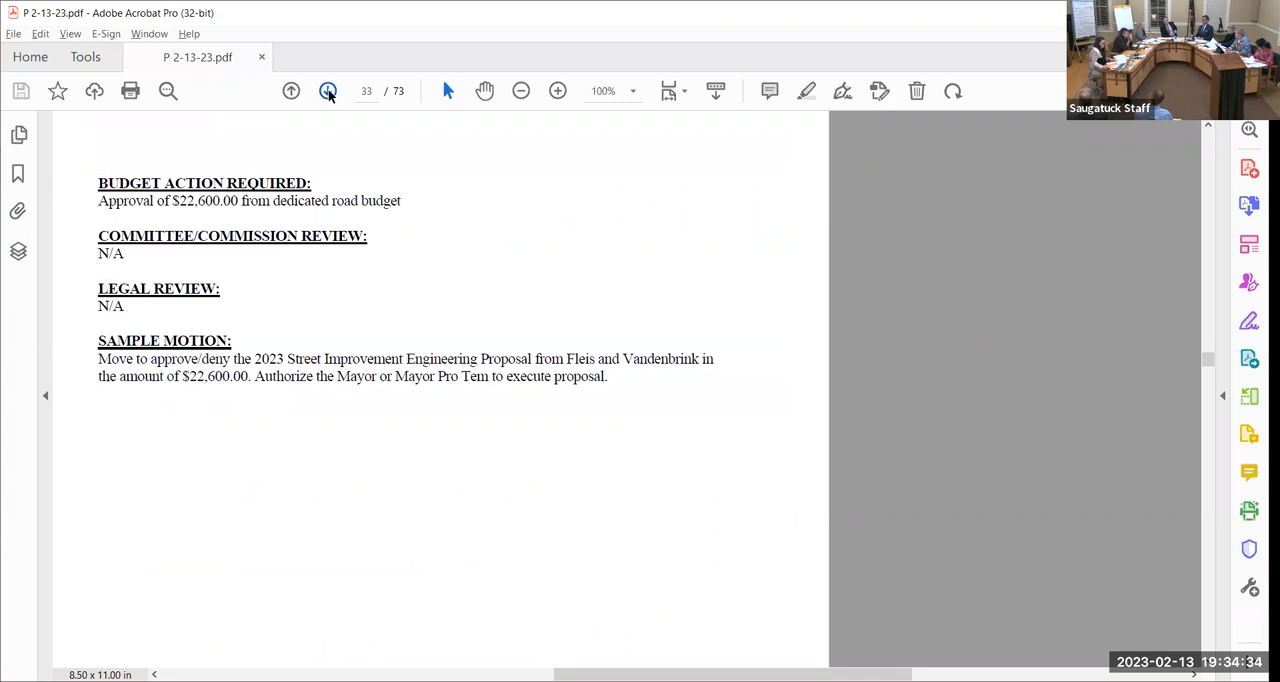 P 2-13-23.pdf - Adobe Acrobat Pro (32-bit)
File Edit View E-Sign Window Help
Home Tools P 2-13-23.pdf ×
33 / 73 100%
Saugatuck Staff
BUDGET ACTION REQUIRED:
Approval of $22,600.00 from dedicated road budget
COMMITTEE/COMMISSION REVIEW:
N/A
LEGAL REVIEW:
N/A
SAMPLE MOTION:
Move to approve/deny the 2023 Street Improvement Engineering Proposal from Fleis and Vandenbrink in
the amount of $22,600.00. Authorize the Mayor or Mayor Pro Tem to execute proposal.
2023-02-13 19:34:34
8.50 x 11.00 in